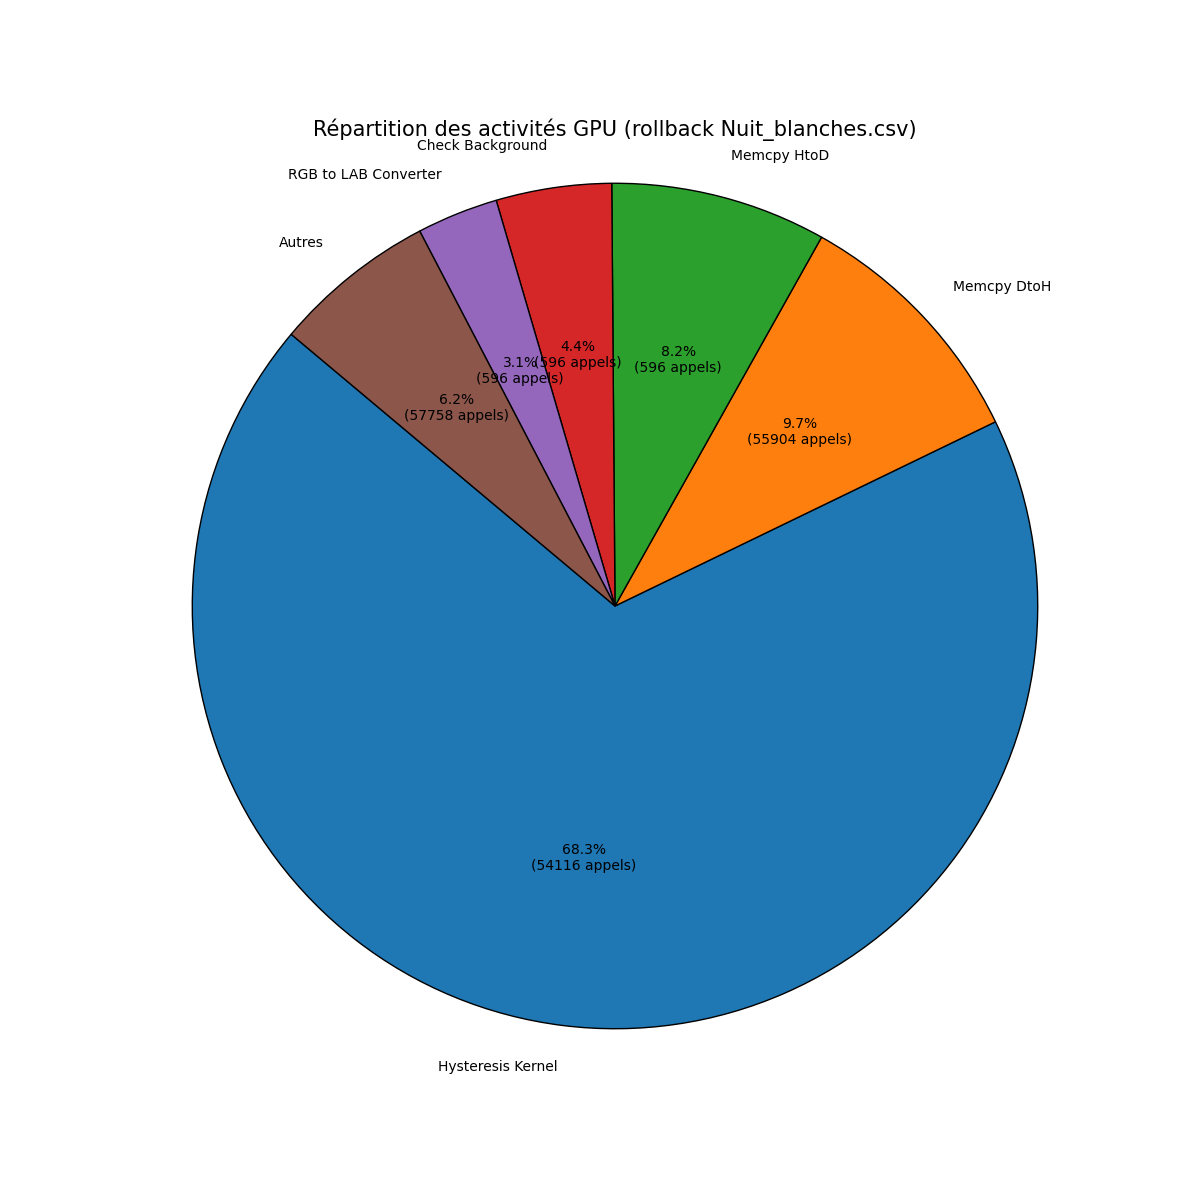 Répartition des activités GPU (rollback Nuit_blanches.csv)
Check Background
Memcpy HtoD
RGB to LAB Converter
Autres
Memcpy DtoH
4.4%
(596 appels)
8.2%
(596 appels)
3.1%
(596 appels)
6.2%
(57758 appels)
9.7%
(55904 appels)
68.3%
(54116 appels)
Hysteresis Kernel